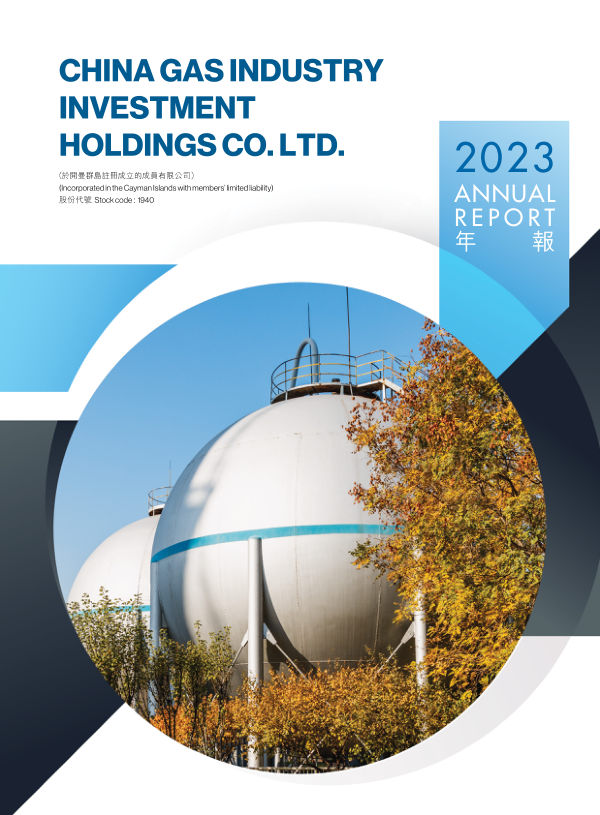 CHINA GAS INDUSTRY
INVESTMENT
HOLDINGS CO. LTD.
(於開曼群島註冊成立的成員有限公司)
(Incorporated in the Cayman Islands with members' limited liability)
股份代號 Stock code : 1940
2023
ANNUAL
REPORT
年 報